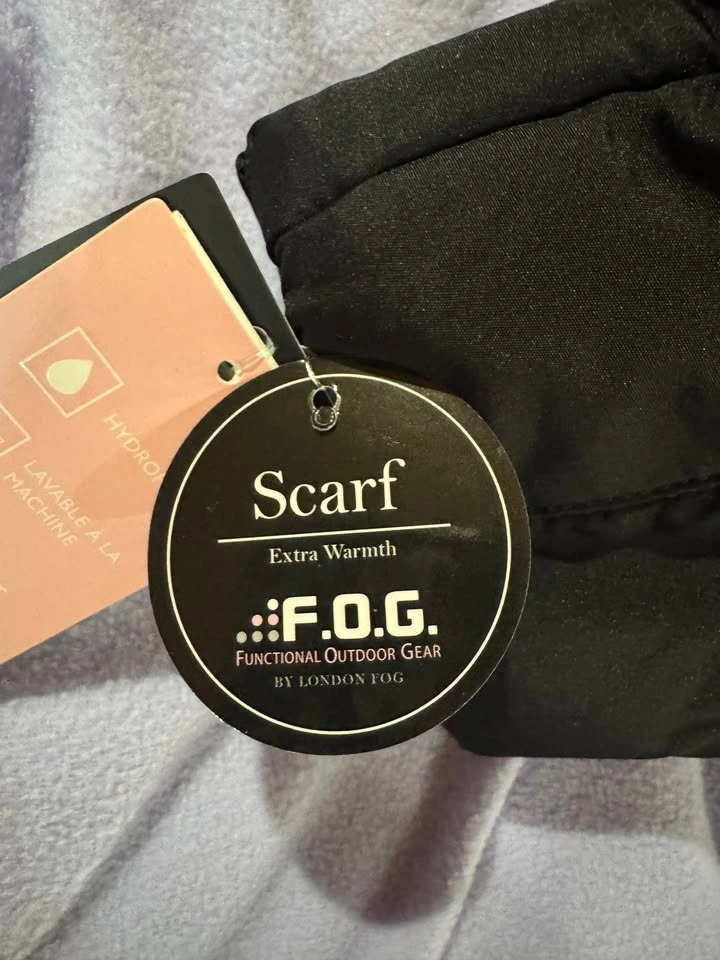 Scarf
Extra Warmth
F.O.G.
FUNCTIONAL OUTDOOR GEAR
BY LONDON FOG
LAVABLE À LA
MACHINE